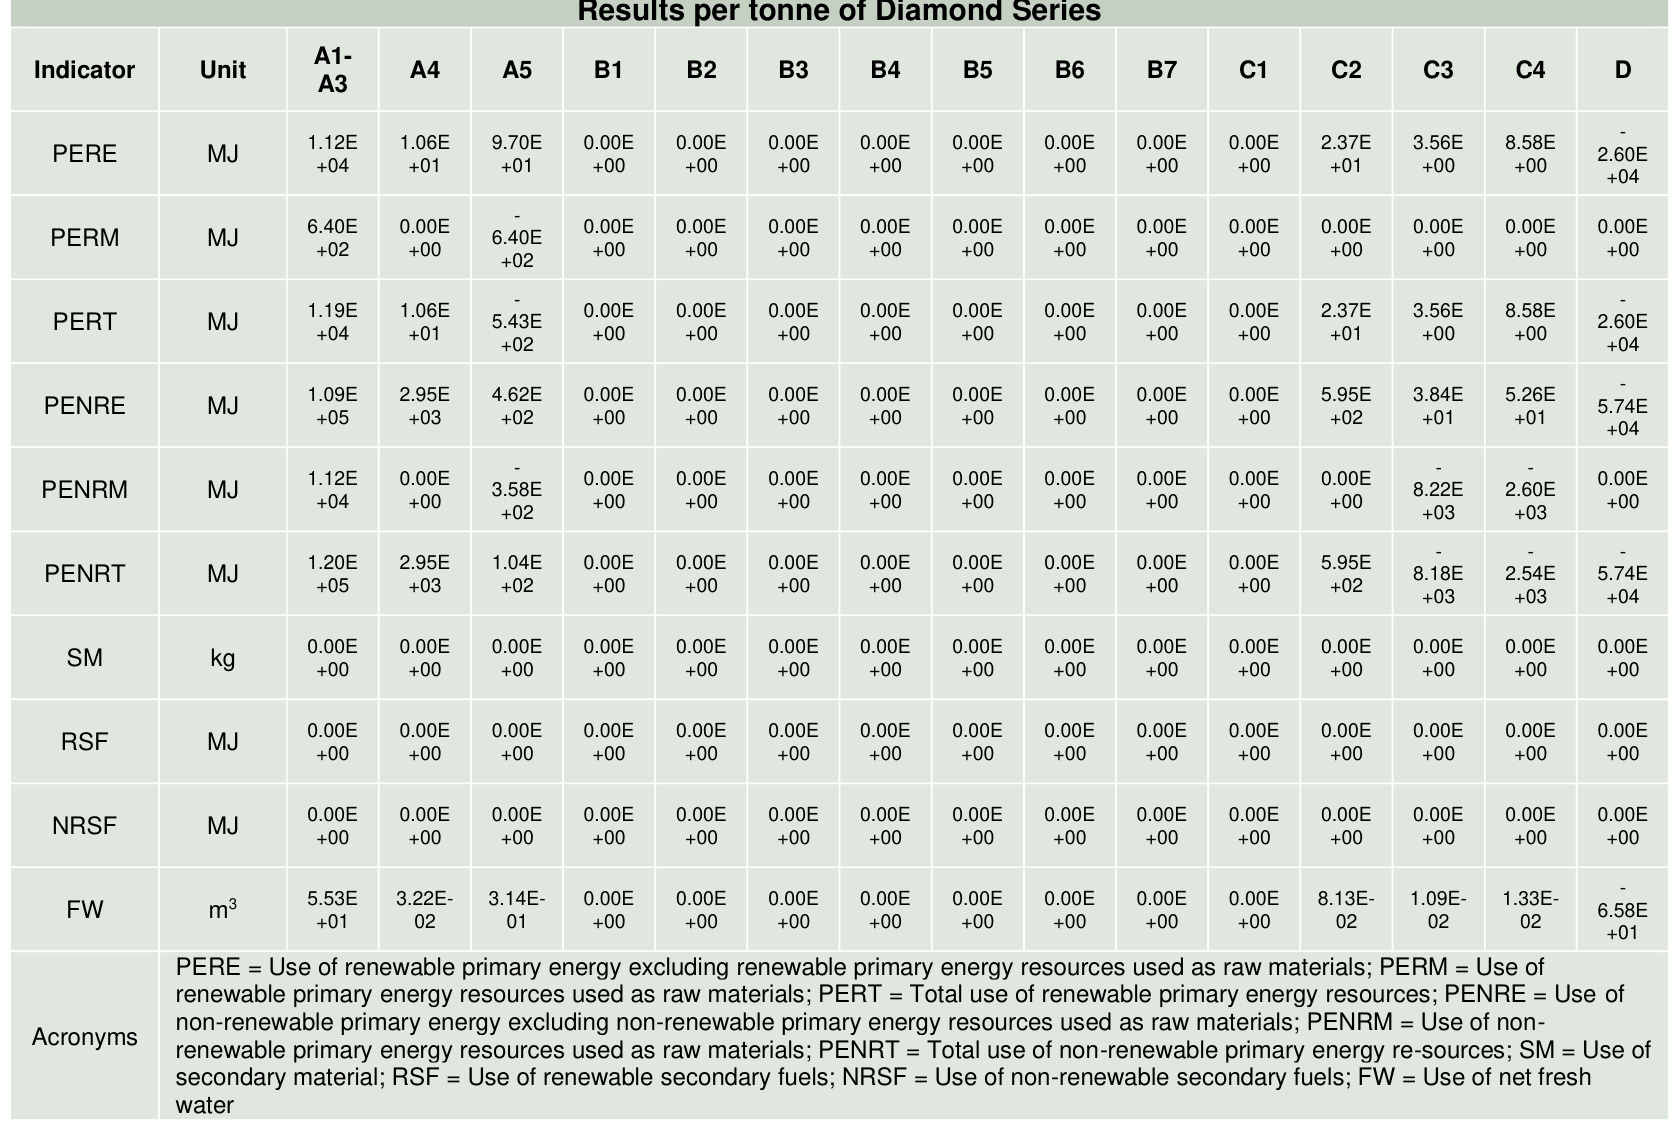 Results per tonne of Diamond Series
Indicator Unit A1-A3 A4 A5 B1 B2 B3 B4 B5 B6 B7 C1 C2 C3 C4 D
PERE MJ 1.12E+04 1.06E+01 9.70E+01 0.00E+00 0.00E+00 0.00E+00 0.00E+00 0.00E+00 0.00E+00 0.00E+00 0.00E+00 2.37E+01 3.56E+00 8.58E+00 -2.60E+04
PERM MJ 6.40E+02 0.00E+00 -6.40E+02 0.00E+00 0.00E+00 0.00E+00 0.00E+00 0.00E+00 0.00E+00 0.00E+00 0.00E+00 0.00E+00 0.00E+00 0.00E+00 0.00E+00
PERT MJ 1.19E+04 1.06E+01 -5.43E+02 0.00E+00 0.00E+00 0.00E+00 0.00E+00 0.00E+00 0.00E+00 0.00E+00 0.00E+00 2.37E+01 3.56E+00 8.58E+00 -2.60E+04
PENRE MJ 1.09E+05 2.95E+03 4.62E+02 0.00E+00 0.00E+00 0.00E+00 0.00E+00 0.00E+00 0.00E+00 0.00E+00 0.00E+00 5.95E+02 3.84E+01 5.26E+01 -5.74E+04
PENRM MJ 1.12E+04 0.00E+00 -3.58E+02 0.00E+00 0.00E+00 0.00E+00 0.00E+00 0.00E+00 0.00E+00 0.00E+00 0.00E+00 0.00E+00 -8.22E+03 -2.60E+03 0.00E+00
PENRT MJ 1.20E+05 2.95E+03 1.04E+02 0.00E+00 0.00E+00 0.00E+00 0.00E+00 0.00E+00 0.00E+00 0.00E+00 0.00E+00 5.95E+02 -8.18E+03 -2.54E+03 -5.74E+04
SM kg 0.00E+00 0.00E+00 0.00E+00 0.00E+00 0.00E+00 0.00E+00 0.00E+00 0.00E+00 0.00E+00 0.00E+00 0.00E+00 0.00E+00 0.00E+00 0.00E+00 0.00E+00
RSF MJ 0.00E+00 0.00E+00 0.00E+00 0.00E+00 0.00E+00 0.00E+00 0.00E+00 0.00E+00 0.00E+00 0.00E+00 0.00E+00 0.00E+00 0.00E+00 0.00E+00 0.00E+00
NRSF MJ 0.00E+00 0.00E+00 0.00E+00 0.00E+00 0.00E+00 0.00E+00 0.00E+00 0.00E+00 0.00E+00 0.00E+00 0.00E+00 0.00E+00 0.00E+00 0.00E+00 0.00E+00
FW m³ 5.53E+01 3.22E-02 3.14E-01 0.00E+00 0.00E+00 0.00E+00 0.00E+00 0.00E+00 0.00E+00 0.00E+00 0.00E+00 8.13E-02 1.09E-02 1.33E-02 -6.58E+01
Acronyms
PERE = Use of renewable primary energy excluding renewable primary energy resources used as raw materials; PERM = Use of
renewable primary energy resources used as raw materials; PERT = Total use of renewable primary energy resources; PENRE = Use of
non-renewable primary energy excluding non-renewable primary energy resources used as raw materials; PENRM = Use of non-
renewable primary energy resources used as raw materials; PENRT = Total use of non-renewable primary energy re-sources; SM = Use of
secondary material; RSF = Use of renewable secondary fuels; NRSF = Use of non-renewable secondary fuels; FW = Use of net fresh
water